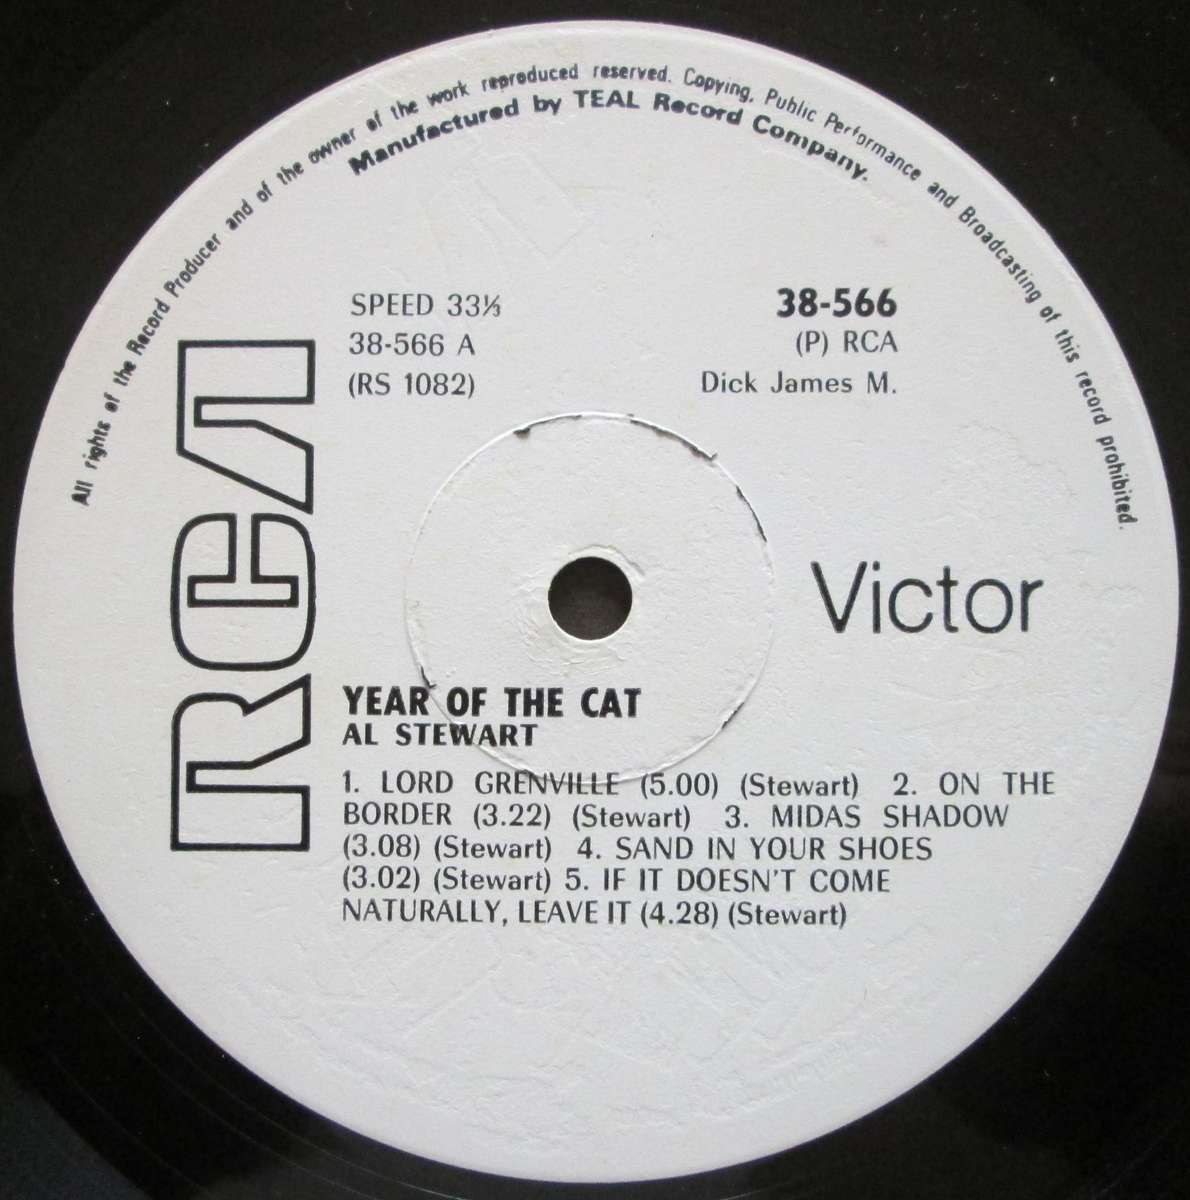 All rights of the Record Producer and of the owner of the work reproduced reserved. Copying, Public Performance and Broadcasting of this record prohibited.
Manufactured by TEAL Record Company.
SPEED 33⅓
38-566 A
(RS 1082)
38-566
(P) RCA
Dick James M.
RCA
Victor
YEAR OF THE CAT
AL STEWART
1. LORD GRENVILLE (5.00) (Stewart) 2. ON THE
BORDER (3.22) (Stewart) 3. MIDAS SHADOW
(3.08) (Stewart) 4. SAND IN YOUR SHOES
(3.02) (Stewart) 5. IF IT DOESN'T COME
NATURALLY, LEAVE IT (4.28) (Stewart)